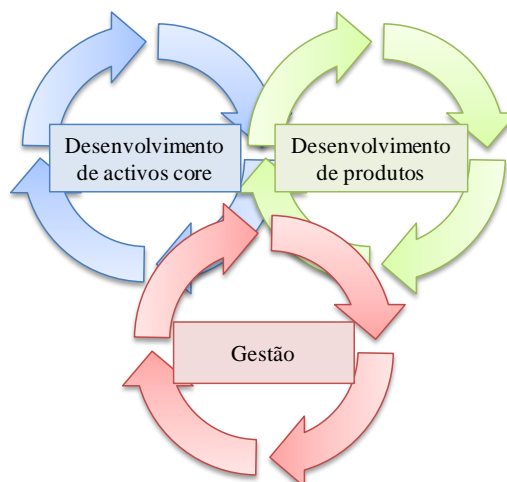 Desenvolvimento
de activos core
Desenvolvimento
de produtos
Gestão